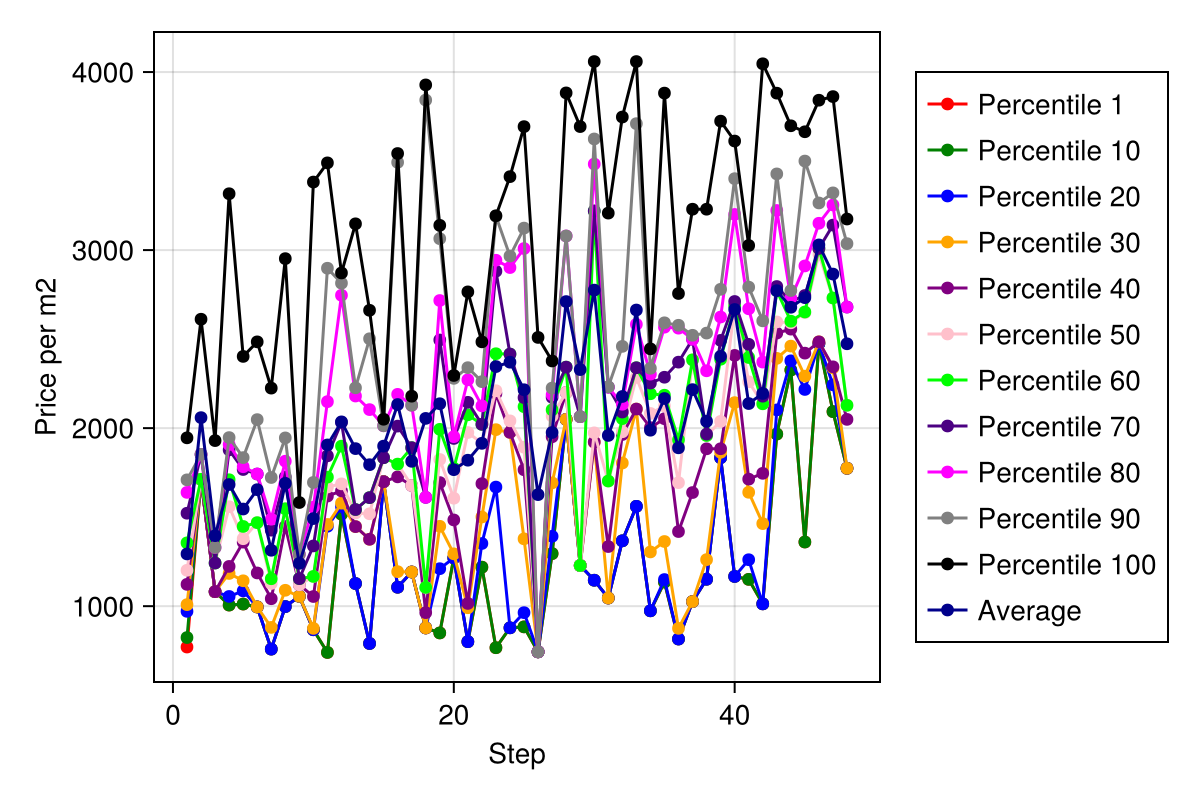 4000
3000
2000
1000
Price per m2
0
20
40
Step
Percentile 1
Percentile 10
Percentile 20
Percentile 30
Percentile 40
Percentile 50
Percentile 60
Percentile 70
Percentile 80
Percentile 90
Percentile 100
Average